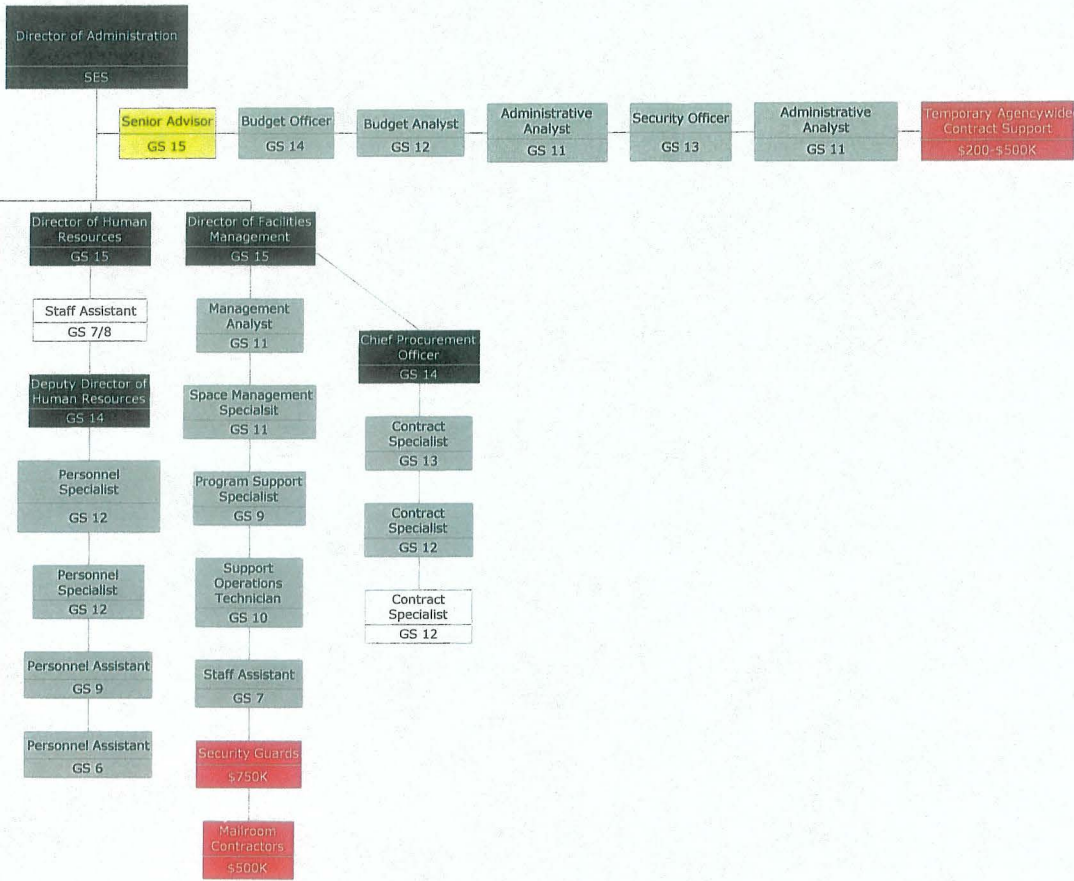 Director of Administration
SES
Senior Advisor
GS 15
Budget Officer
GS 14
Budget Analyst
GS 12
Administrative
Analyst
GS 11
Security Officer
GS 13
Administrative
Analyst
GS 11
Temporary Agencywide
Contract Support
$200-$500K
Director of Human
Resources
GS 15
Staff Assistant
GS 7/8
Deputy Director of
Human Resources
GS 14
Personnel
Specialist
GS 12
Personnel
Specialist
GS 12
Personnel Assistant
GS 9
Personnel Assistant
GS 6
Director of Facilities
Management
GS 15
Management
Analyst
GS 11
Space Management
Specialsit
GS 11
Program Support
Specialist
GS 9
Support
Operations
Technician
GS 10
Staff Assistant
GS 7
Security Guards
$750K
Mailroom
Contractors
$500K
Chief Procurement
Officer
GS 14
Contract
Specialist
GS 13
Contract
Specialist
GS 12
Contract
Specialist
GS 12